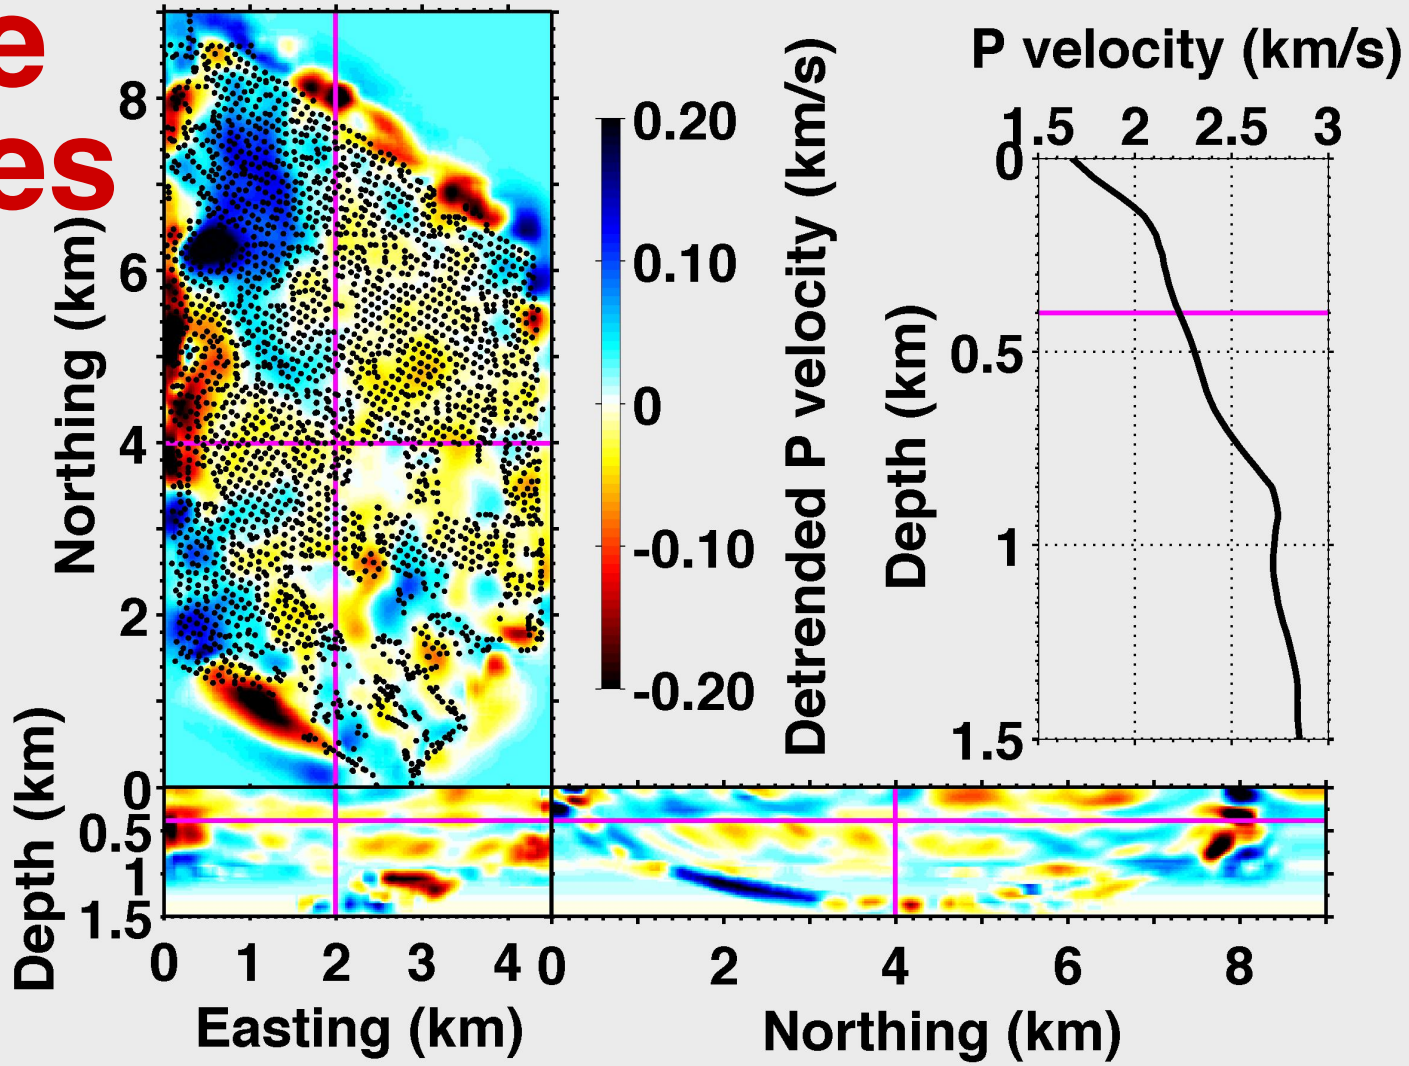 e
es
8
6
4
2
0
Northing (km)
0.20
0.10
0
-0.10
-0.20
Detrended P velocity (km/s)
P velocity (km/s)
1.5 2 2.5 3
0
0.5
1
1.5
Depth (km)
0.5
1
1.5
Depth (km)
0 1 2 3 4
Easting (km)
0 2 4 6 8
Northing (km)